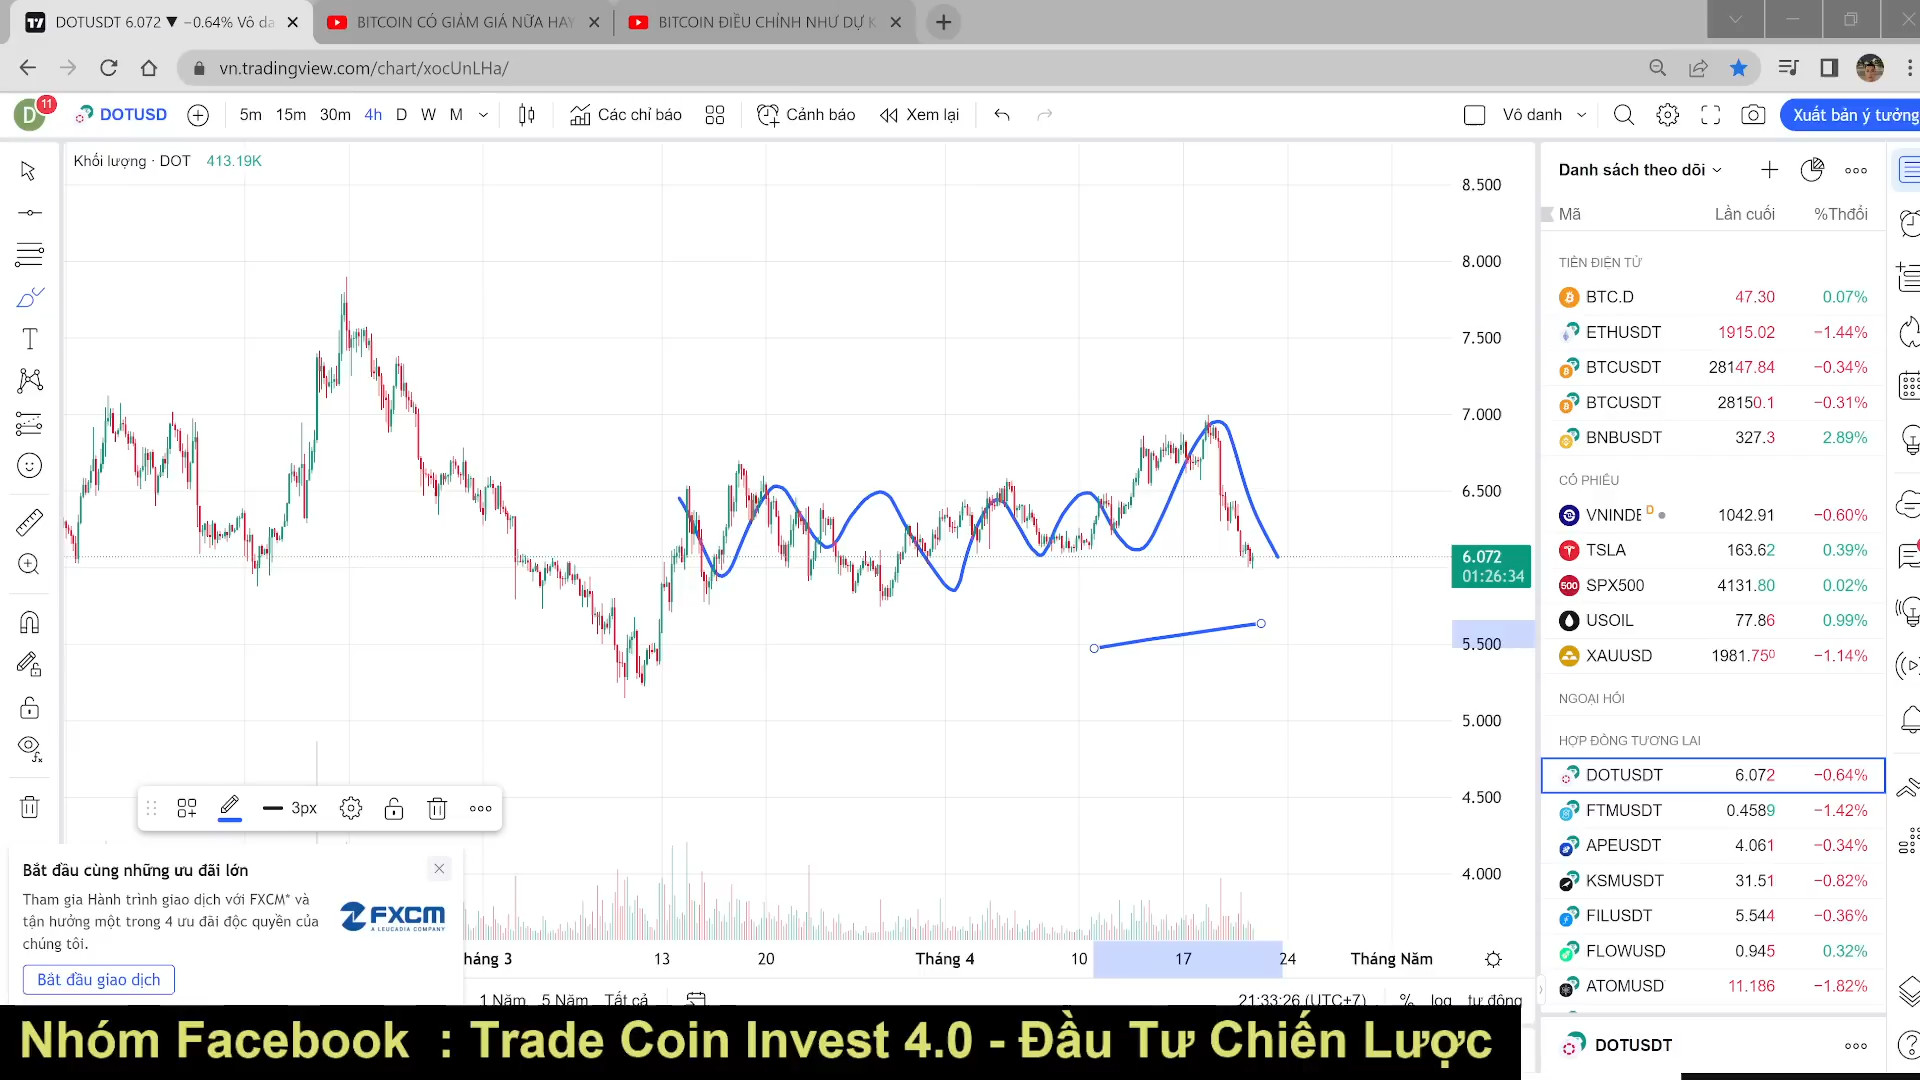 DOTUSD 6.072 ▼ −0.64% Vô da
BITCOIN CÓ GIẢM GIÁ NỮA HAY
BITCOIN ĐIỀU CHỈNH NHƯ DỰ K
vn.tradingview.com/chart/xocUnLHa/
D
11
DOTUSD
5m 15m 30m 4h D W M
Các chỉ báo
Cảnh báo
Xem lại
Vô danh
Xuất bản ý tưởng
Khối lượng · DOT 413.19K
8.500
8.000
7.500
7.000
6.500
6.072
01:26:34
5.500
5.000
4.500
4.000
3px
Bắt đầu cùng những ưu đãi lớn
Tham gia Hành trình giao dịch với FXCM* và
tận hưởng một trong 4 ưu đãi độc quyền của
chúng tôi.
FXCM
A LEUCADIA COMPANY
Bắt đầu giao dịch
háng 3 13 20 Tháng 4 10 17 24 Tháng Năm
1 Năm 5 Năm Tất cả
21:33:26 (UTC+7) % log tự động
Danh sách theo dõi
Mã Lần cuối %Thđổi
TIỀN ĐIỆN TỬ
BTC.D 47.30 0.07%
ETHUSDT 1915.02 −1.44%
BTCUSDT 28147.84 −0.34%
BTCUSDT 28150.1 −0.31%
BNBUSDT 327.3 2.89%
CỔ PHIẾU
VNINDE D 1042.91 −0.60%
TSLA 163.62 0.39%
500 SPX500 4131.80 0.02%
USOIL 77.86 0.99%
XAUUSD 1981.750 −1.14%
NGOẠI HỐI
HỢP ĐỒNG TƯƠNG LAI
DOTUSDT 6.072 −0.64%
FTMUSDT 0.4589 −1.42%
APEUSDT 4.061 −0.34%
KSMUSDT 31.51 −0.82%
FILUSDT 5.544 −0.36%
FLOWUSD 0.945 0.32%
ATOMUSD 11.186 −1.82%
DOTUSDT
Nhóm Facebook : Trade Coin Invest 4.0 - Đầu Tư Chiến Lược